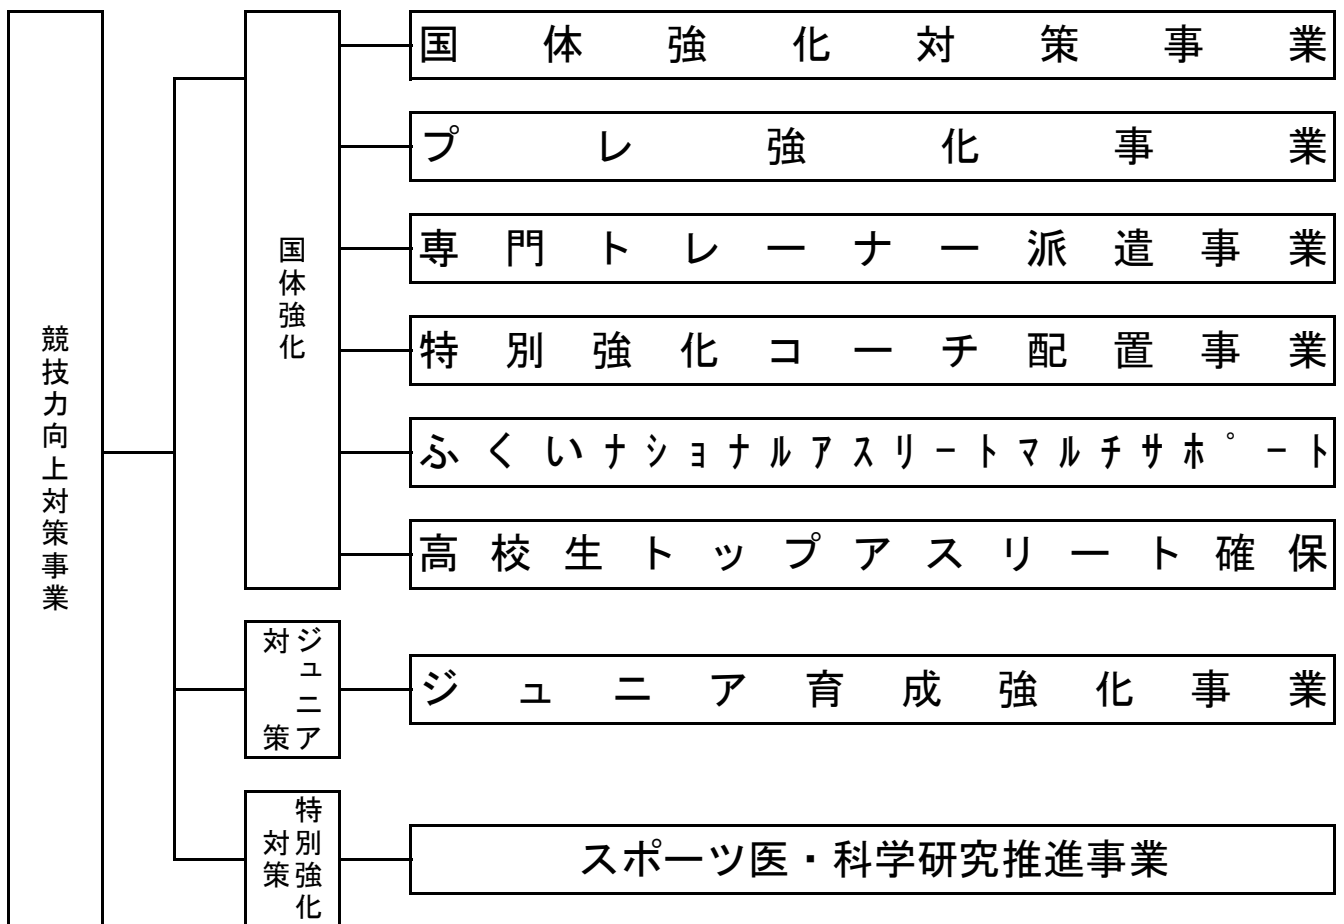 競技力向上対策事業
国体強化
国体強化対策事業
プレ強化事業
専門トレーナー派遣事業
特別強化コーチ配置事業
ふくいﾅｼｮﾅﾙｱｽﾘｰﾄﾏﾙﾁｻﾎﾟｰﾄ
高校生トップアスリート確保
ジュニア
対策
ジュニア育成強化事業
特別強化
対策
スポーツ医・科学研究推進事業